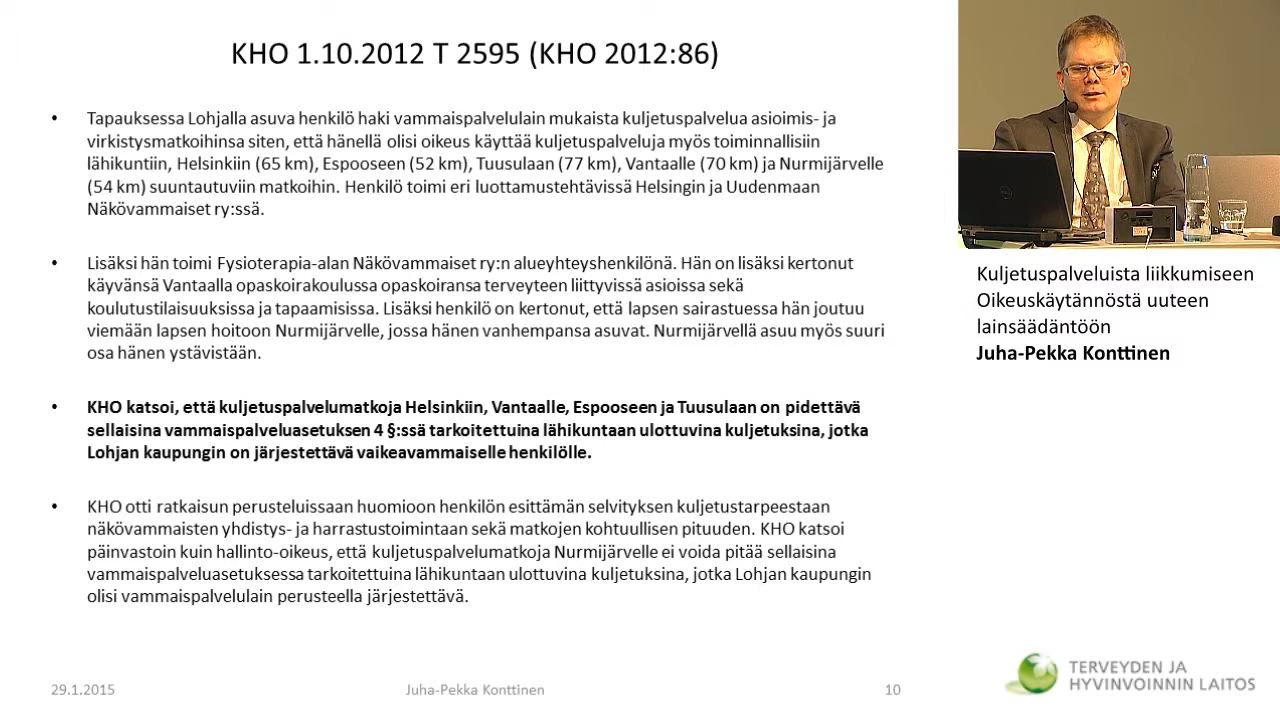 KHO 1.10.2012 T 2595 (KHO 2012:86)
• Tapauksessa Lohjalla asuva henkilö haki vammaispalvelulain mukaista kuljetuspalvelua asioimis- ja
virkistysmatkoihinsa siten, että hänellä olisi oikeus käyttää kuljetuspalveluja myös toiminnallisiin
lähikuntiin, Helsinkiin (65 km), Espooseen (52 km), Tuusulaan (77 km), Vantaalle (70 km) ja Nurmijärvelle
(54 km) suuntautuviin matkoihin. Henkilö toimi eri luottamustehtävissä Helsingin ja Uudenmaan
Näkövammaiset ry:ssä.
• Lisäksi hän toimi Fysioterapia-alan Näkövammaiset ry:n alueyhteyshenkilönä. Hän on lisäksi kertonut
käyvänsä Vantaalla opaskoirakoulussa opaskoiransa terveyteen liittyvissä asioissa sekä
koulutustilaisuuksissa ja tapaamisissa. Lisäksi henkilö on kertonut, että lapsen sairastuessa hän joutuu
viemään lapsen hoitoon Nurmijärvelle, jossa hänen vanhempansa asuvat. Nurmijärvellä asuu myös suuri
osa hänen ystävistään.
• KHO katsoi, että kuljetuspalvelumatkoja Helsinkiin, Vantaalle, Espooseen ja Tuusulaan on pidettävä
sellaisina vammaispalveluasetuksen 4 §:ssä tarkoitettuina lähikuntaan ulottuvina kuljetuksina, jotka
Lohjan kaupungin on järjestettävä vaikeavammaiselle henkilölle.
• KHO otti ratkaisun perusteluissaan huomioon henkilön esittämän selvityksen kuljetustarpeestaan
näkövammaisten yhdistys- ja harrastustoimintaan sekä matkojen kohtuullisen pituuden. KHO katsoi
päinvastoin kuin hallinto-oikeus, että kuljetuspalvelumatkoja Nurmijärvelle ei voida pitää sellaisina
vammaispalveluasetuksessa tarkoitettuina lähikuntaan ulottuvina kuljetuksina, jotka Lohjan kaupungin
olisi vammaispalvelulain perusteella järjestettävä.
Kuljetuspalveluista liikkumiseen
Oikeuskäytännöstä uuteen
lainsäädäntöön
Juha-Pekka Konttinen
29.1.2015
Juha-Pekka Konttinen
10
TERVEYDEN JA
HYVINVOINNIN LAITOS